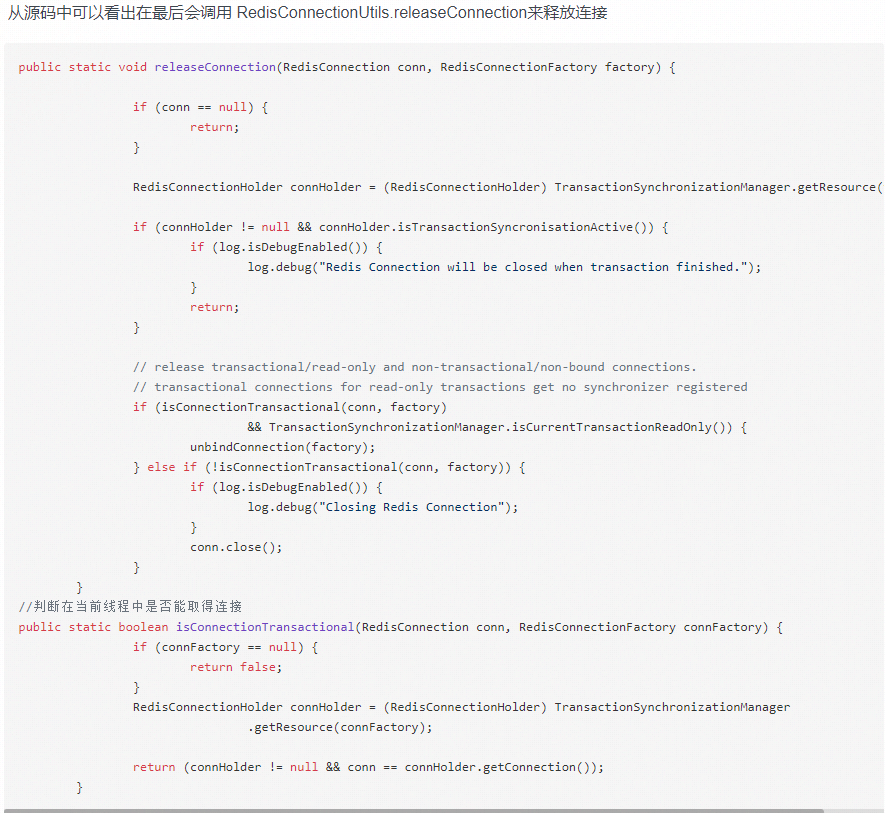 从源码中可以看出在最后会调用 RedisConnectionUtils.releaseConnection来释放连接
public static void releaseConnection(RedisConnection conn, RedisConnectionFactory factory) {
if (conn == null) {
return;
}
RedisConnectionHolder connHolder = (RedisConnectionHolder) TransactionSynchronizationManager.getResource(
if (connHolder != null && connHolder.isTransactionSyncronisationActive()) {
if (log.isDebugEnabled()) {
log.debug("Redis Connection will be closed when transaction finished.");
}
return;
}
// release transactional/read-only and non-transactional/non-bound connections.
// transactional connections for read-only transactions get no synchronizer registered
if (isConnectionTransactional(conn, factory)
&& TransactionSynchronizationManager.isCurrentTransactionReadOnly()) {
unbindConnection(factory);
} else if (!isConnectionTransactional(conn, factory)) {
if (log.isDebugEnabled()) {
log.debug("Closing Redis Connection");
}
conn.close();
}
}
//判断在当前线程中是否能取得连接
public static boolean isConnectionTransactional(RedisConnection conn, RedisConnectionFactory connFactory) {
if (connFactory == null) {
return false;
}
RedisConnectionHolder connHolder = (RedisConnectionHolder) TransactionSynchronizationManager
.getResource(connFactory);
return (connHolder != null && conn == connHolder.getConnection());
}